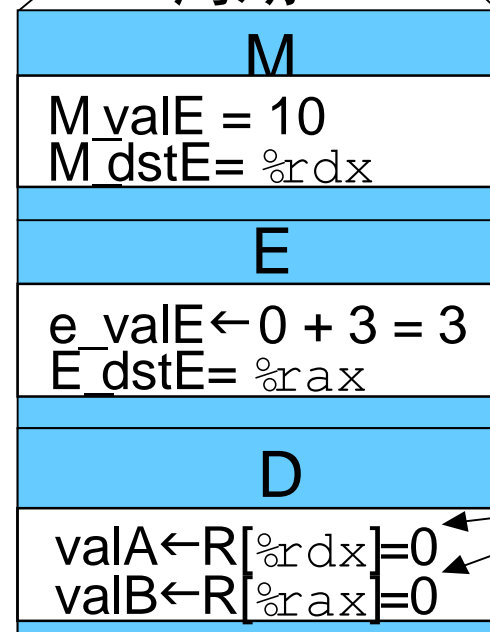 M
M_valE = 10
M_dstE= %rdx
E
e_valE←0 + 3 = 3
E_dstE= %rax
D
valA←R[%rdx]=0
valB←R[%rax]=0